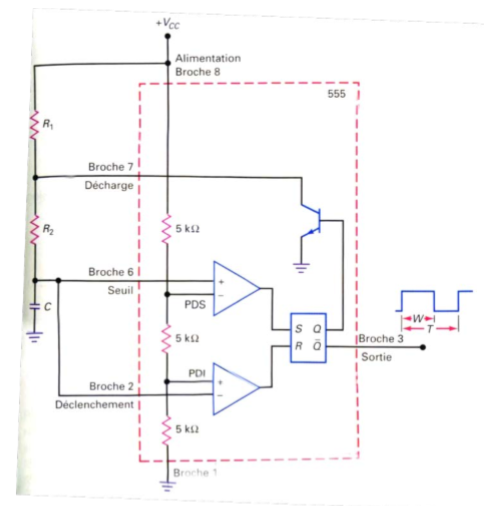 +VCC
Alimentation
Broche 8
555
R1
Broche 7
Décharge
R2
5 kΩ
Broche 6
Seuil
+
−
PDS
C
5 kΩ
S Q
R Q̄
W
T
Broche 3
Sortie
PDI
+
−
Broche 2
Déclenchement
5 kΩ
Broche 1